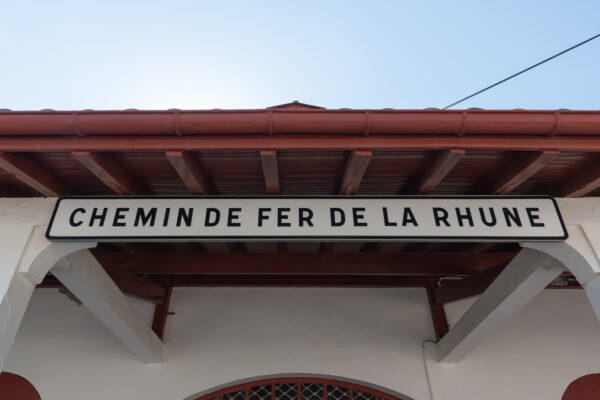 CHEMIN DE FER DE LA RHUNE